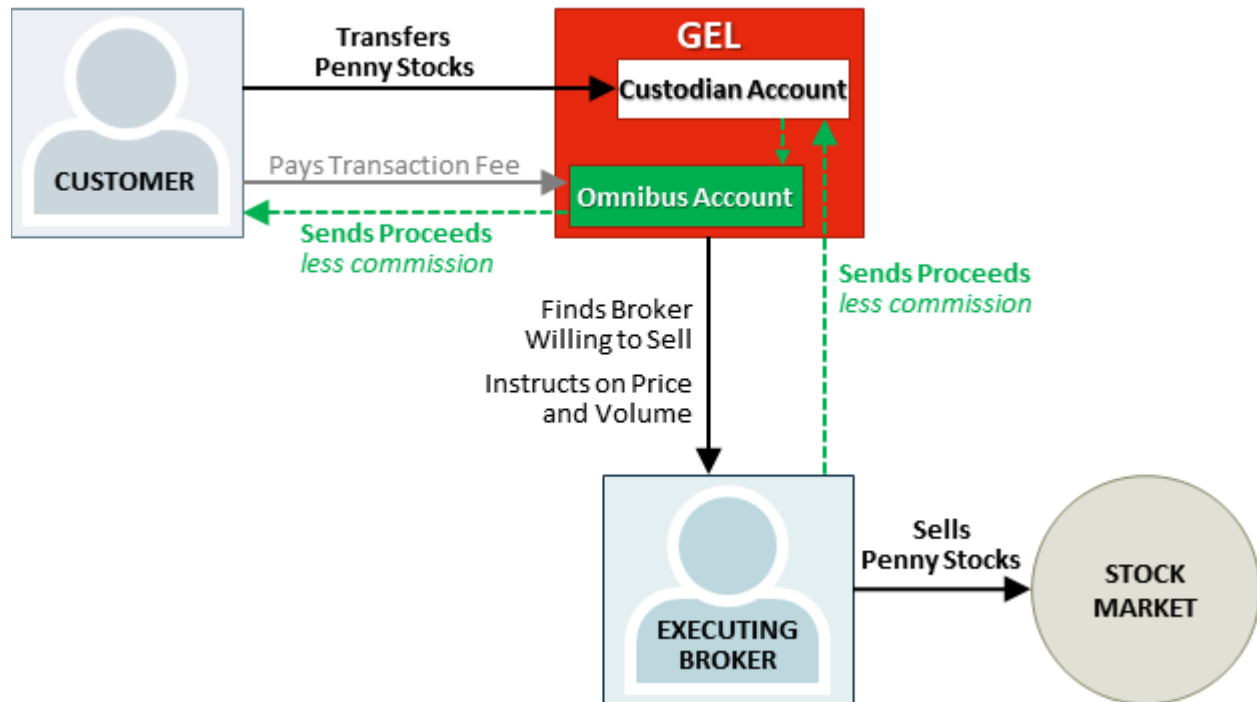 Transfers
Penny Stocks
GEL
Custodian Account
CUSTOMER
Pays Transaction Fee
Omnibus Account
Sends Proceeds
less commission
Sends Proceeds
less commission
Finds Broker
Willing to Sell
Instructs on Price
and Volume
Sells
Penny Stocks
EXECUTING
BROKER
STOCK
MARKET